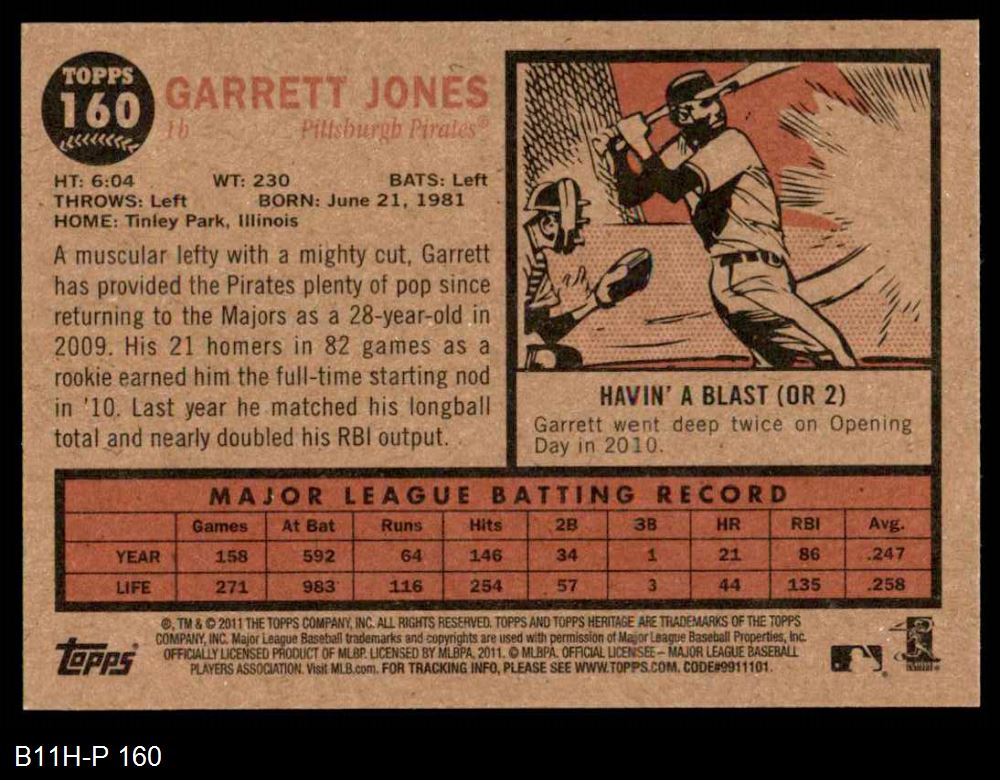 TOPPS
160
GARRETT JONES
1b Pittsburgh Pirates®
HT: 6:04 WT: 230 BATS: Left
THROWS: Left BORN: June 21, 1981
HOME: Tinley Park, Illinois
A muscular lefty with a mighty cut, Garrett
has provided the Pirates plenty of pop since
returning to the Majors as a 28-year-old in
2009. His 21 homers in 82 games as a
rookie earned him the full-time starting nod
in '10. Last year he matched his longball
total and nearly doubled his RBI output.
HAVIN' A BLAST (OR 2)
Garrett went deep twice on Opening
Day in 2010.
MAJOR LEAGUE BATTING RECORD
Games At Bat Runs Hits 2B 3B HR RBI Avg.
YEAR 158 592 64 146 34 1 21 86 .247
LIFE 271 983 116 254 57 3 44 135 .258
®, TM & © 2011 THE TOPPS COMPANY, INC. ALL RIGHTS RESERVED. TOPPS AND TOPPS HERITAGE ARE TRADEMARKS OF THE TOPPS
COMPANY, INC. Major League Baseball trademarks and copyrights are used with permission of Major League Baseball Properties, Inc.
OFFICIALLY LICENSED PRODUCT OF MLBP. LICENSED BY MLBPA, 2011. © MLBPA. OFFICIAL LICENSEE – MAJOR LEAGUE BASEBALL
PLAYERS ASSOCIATION. Visit MLB.com. FOR TRACKING INFO, PLEASE SEE WWW.TOPPS.COM. CODE#9911101.
Topps®
B11H-P 160